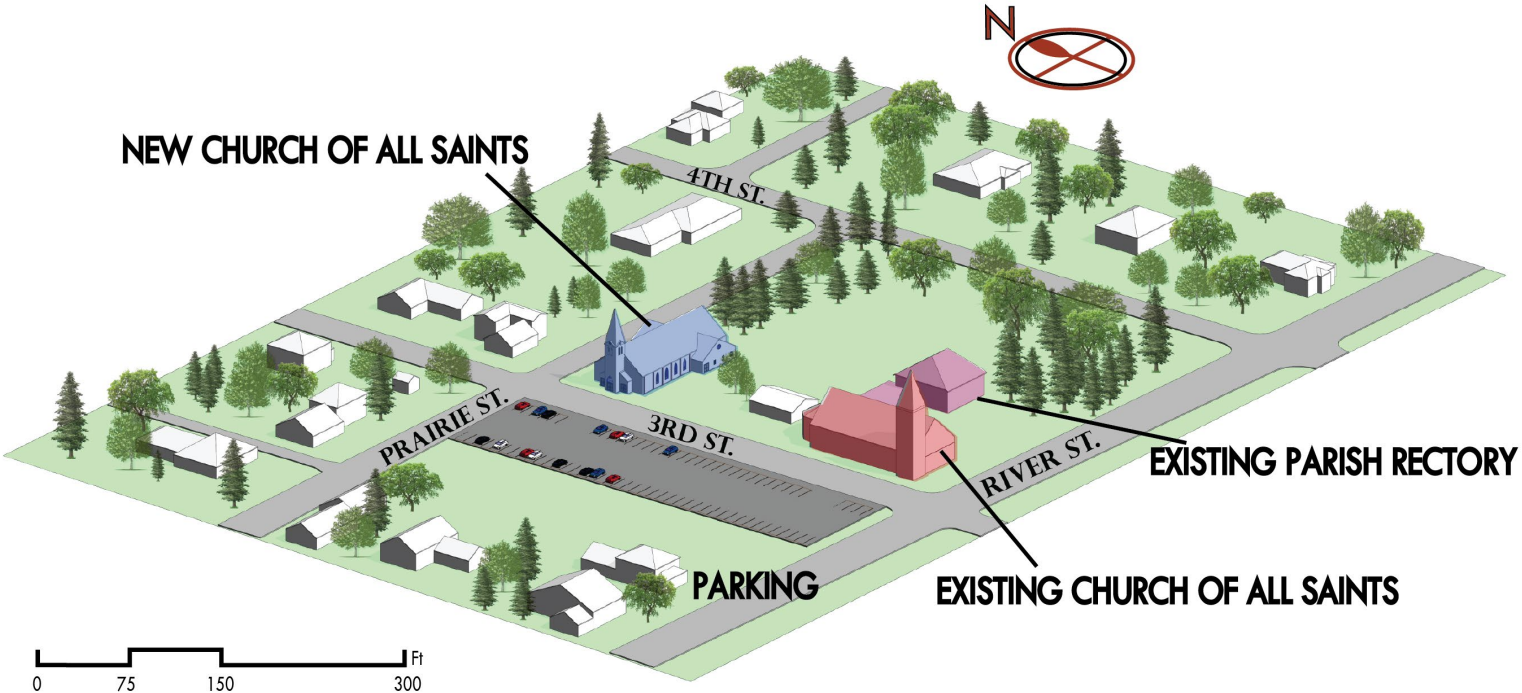 N
NEW CHURCH OF ALL SAINTS
4TH ST.
PRAIRIE ST.
3RD ST.
RIVER ST.
EXISTING PARISH RECTORY
PARKING
EXISTING CHURCH OF ALL SAINTS
Ft
0 75 150 300